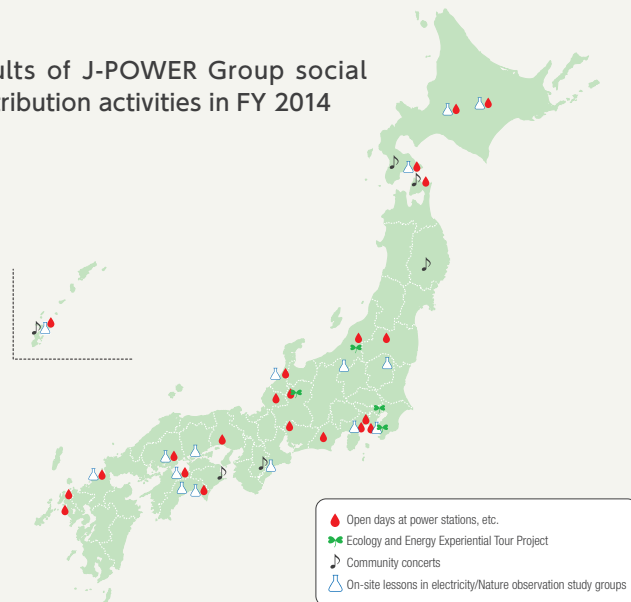 ults of J-POWER Group social
tribution activities in FY 2014
Open days at power stations, etc.
Ecology and Energy Experiential Tour Project
Community concerts
On-site lessons in electricity/Nature observation study groups